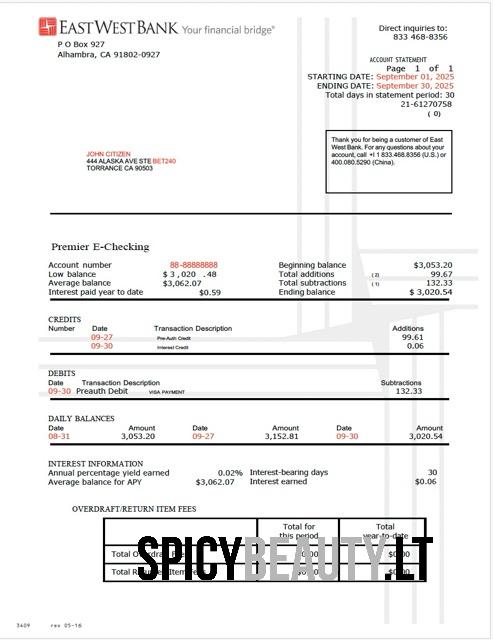 EASTWESTBANK Your financial bridge®
P O Box 927
Alhambra, CA 91802-0927
Direct inquiries to:
833 468-8356
ACCOUNT STATEMENT
Page 1 of 1
STARTING DATE: September 01, 2025
ENDING DATE: September 30, 2025
Total days in statement period: 30
21-61270758
( 0)
JOHN CITIZEN
444 ALASKA AVE STE BET240
TORRANCE CA 90503
Thank you for being a customer of East
West Bank. For any questions about your
account, call +l 1 833.468.8356 (U.S.) or
400.080.5290 (China).
Premier E-Checking
Account number 88-88888888 Beginning balance $3,053.20
Low balance $3,020 .48 Total additions (2) 99.67
Average balance $3,062.07 Total subtractions (1) 132.33
Interest paid year to date $0.59 Ending balance $ 3,020.54
CREDITS
Number Date Transaction Description Additions
09-27 Pre-Auth Credit 99.61
09-30 Interest Credit 0.06
DEBITS
Date Transaction Description Subtractions
09-30 Preauth Debit VISA PAYMENT 132.33
DAILY BALANCES
Date Amount Date Amount Date Amount
08-31 3,053.20 09-27 3,152.81 09-30 3,020.54
INTEREST INFORMATION
Annual percentage yield earned 0.02% Interest-bearing days 30
Average balance for APY $3,062.07 Interest earned $0.06
OVERDRAFT/RETURN ITEM FEES
Total for Total
this period year-to-date
Total Overdraft Fees $0.00 $0.00
SPICYBEAUTY.LT
Total Returned Item Fees $0.00 $0.00
3409 rev 05-16